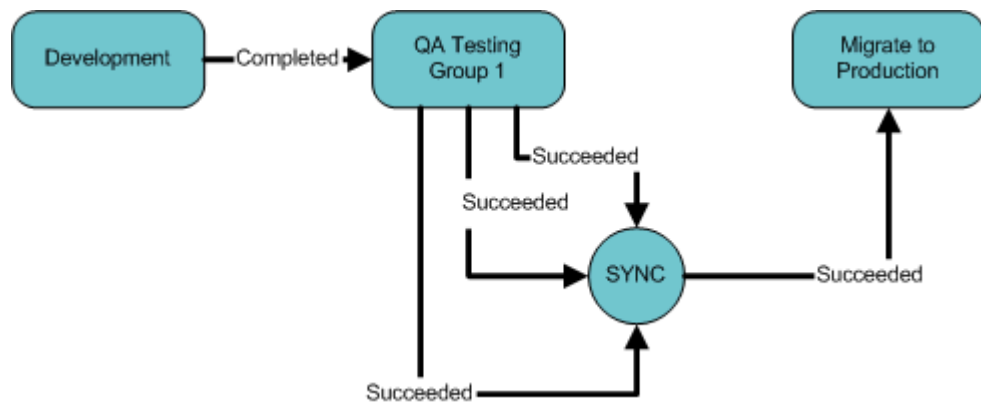 Development
Completed
QA Testing
Group 1
Migrate to
Production
Succeeded
Succeeded
SYNC
Succeeded
Succeeded